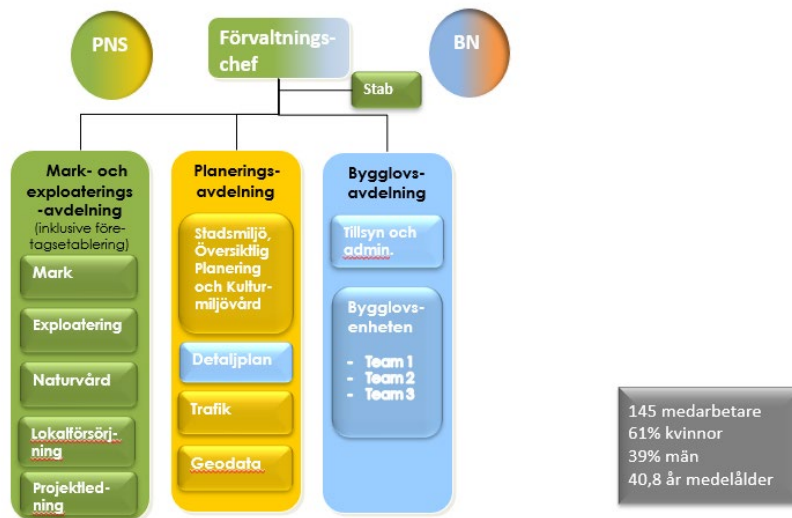 PNS
Förvaltnings-
chef
BN
Stab
Mark- och
exploaterings
-avdelning
(inklusive före-
tagsetablering)
Mark
Exploatering
Naturvård
Lokalförsörj-
ning
Projektled-
ning
Planerings-
avdelning
Stadsmiljö,
Översiktlig
Planering
och Kultur-
miljövård
Detaljplan
Trafik
Geodata
Bygglovs-
avdelning
Tillsyn och
admin.
Bygglovs-
enheten
- Team 1
- Team 2
- Team 3
145 medarbetare
61% kvinnor
39% män
40,8 år medelålder